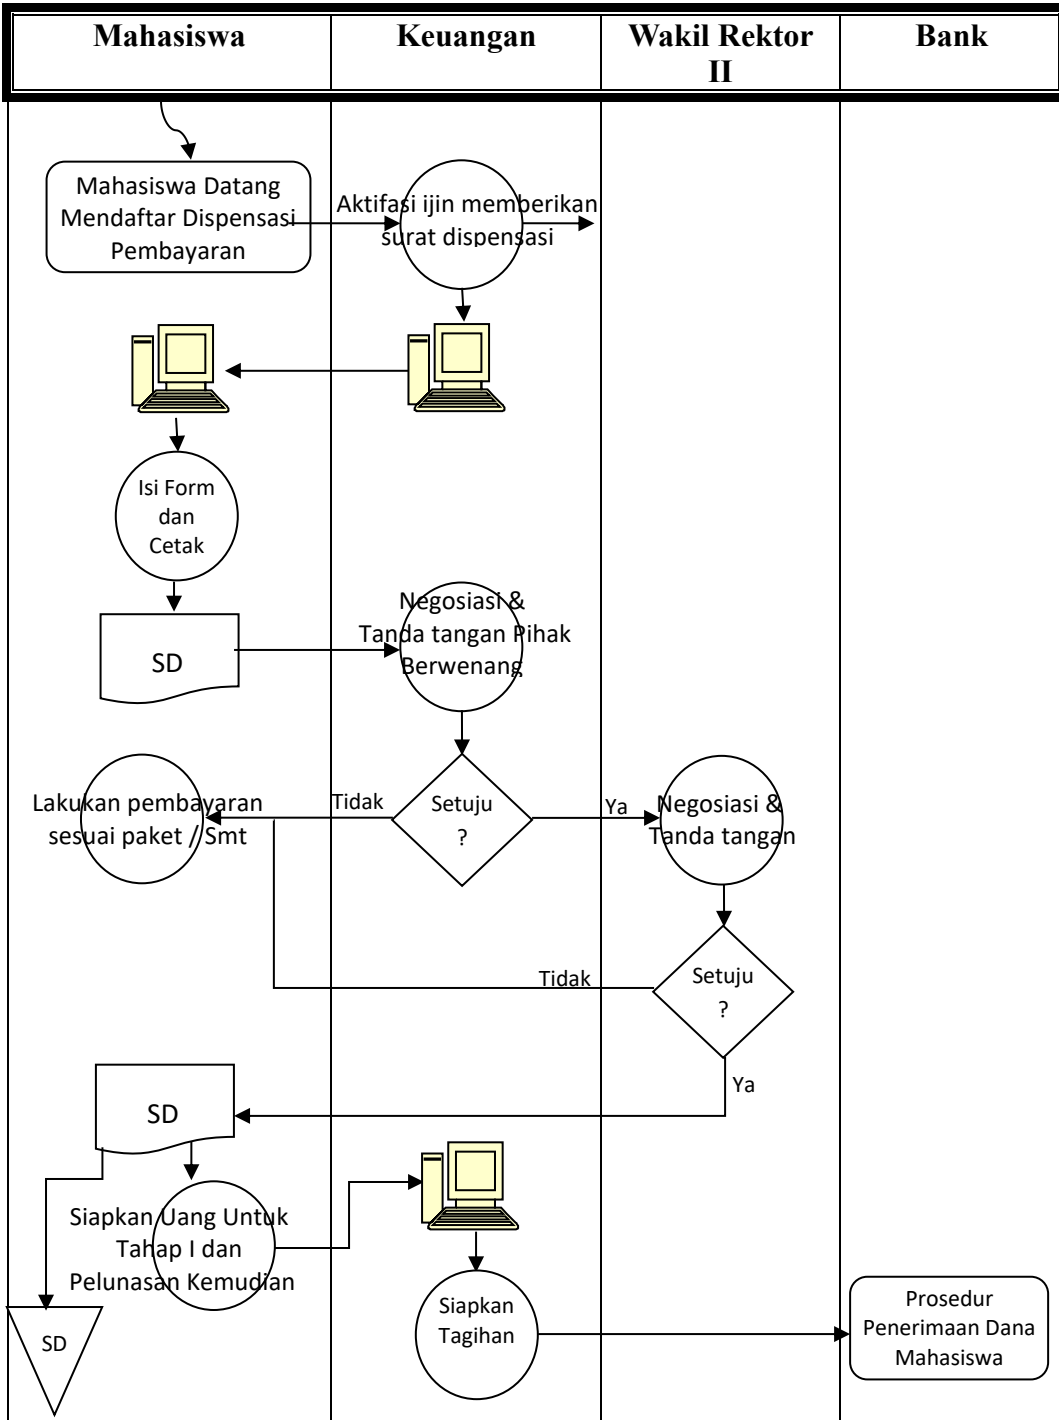 Mahasiswa
Keuangan
Wakil Rektor
II
Bank
Mahasiswa Datang
Mendaftar Dispensasi
Pembayaran
Aktifasi ijin memberikan
surat dispensasi
Isi Form
dan
Cetak
SD
Negosiasi &
Tanda tangan Pihak
Berwenang
Lakukan pembayaran
sesuai paket / Smt
Tidak
Setuju
?
Ya
Negosiasi &
Tanda tangan
Tidak
Setuju
?
Ya
SD
Siapkan Uang Untuk
Tahap I dan
Pelunasan Kemudian
SD
Siapkan
Tagihan
Prosedur
Penerimaan Dana
Mahasiswa